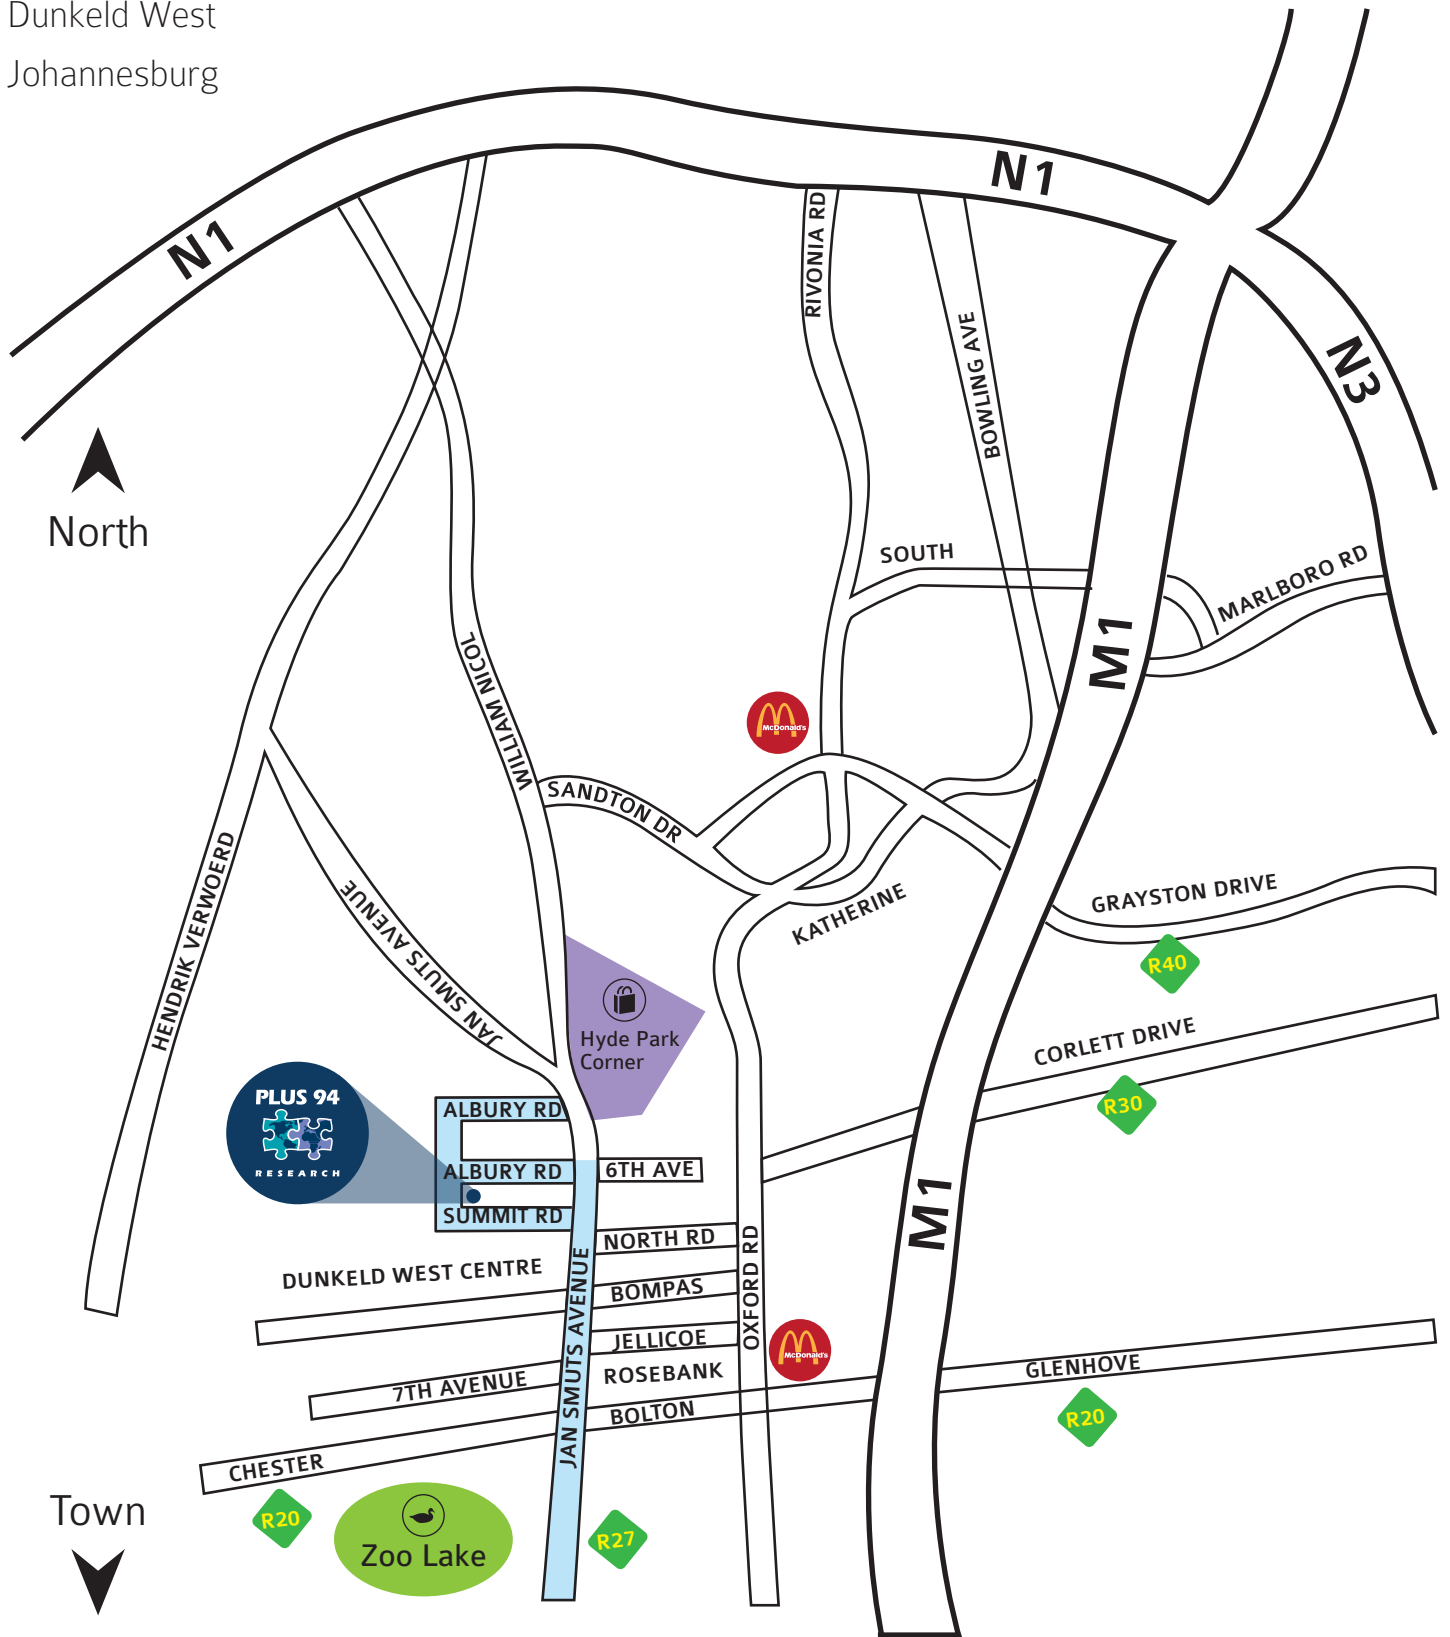 Dunkeld West
Johannesburg
N1
N1
RIVONIA RD
BOWLING AVE
N3
North
SOUTH
MARLBORO RD
M1
WILLIAM NICOL
McDonald's
SANDTON DR
HENDRIK VERWOERD
JAN SMUTS AVENUE
KATHERINE
GRAYSTON DRIVE
R40
Hyde Park
Corner
CORLETT DRIVE
R30
PLUS 94
RESEARCH
ALBURY RD
ALBURY RD
6TH AVE
SUMMIT RD
M1
NORTH RD
DUNKELD WEST CENTRE
BOMPAS
OXFORD RD
JAN SMUTS AVENUE
JELLICOE
McDonald's
7TH AVENUE
ROSEBANK
GLENHOVE
BOLTON
R20
CHESTER
R20
Town
Zoo Lake
R27